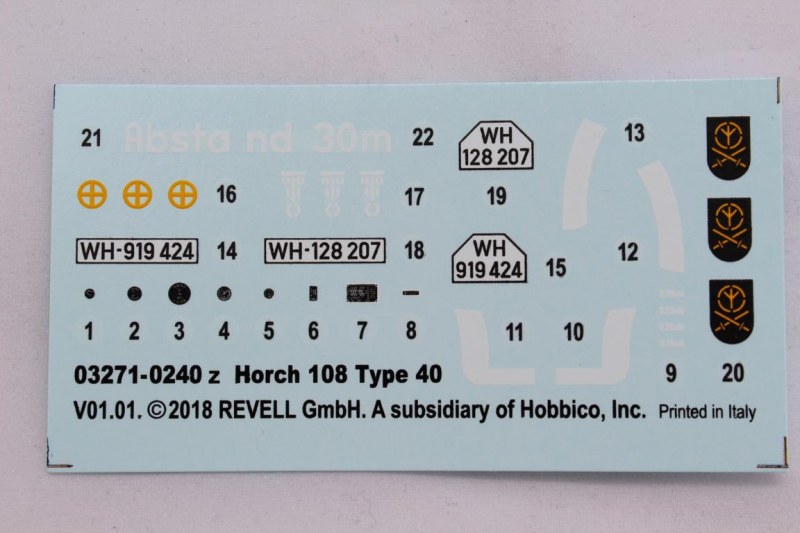 21 Abstand 30m 22 WH 128 207 13
16 17 19
WH-919 424 14 WH-128 207 18 WH 919 424 15 12
1 2 3 4 5 6 7 8 11 10
9 20
03271-0240 z Horch 108 Type 40
V01.01. ©2018 REVELL GmbH. A subsidiary of Hobbico, Inc. Printed in Italy